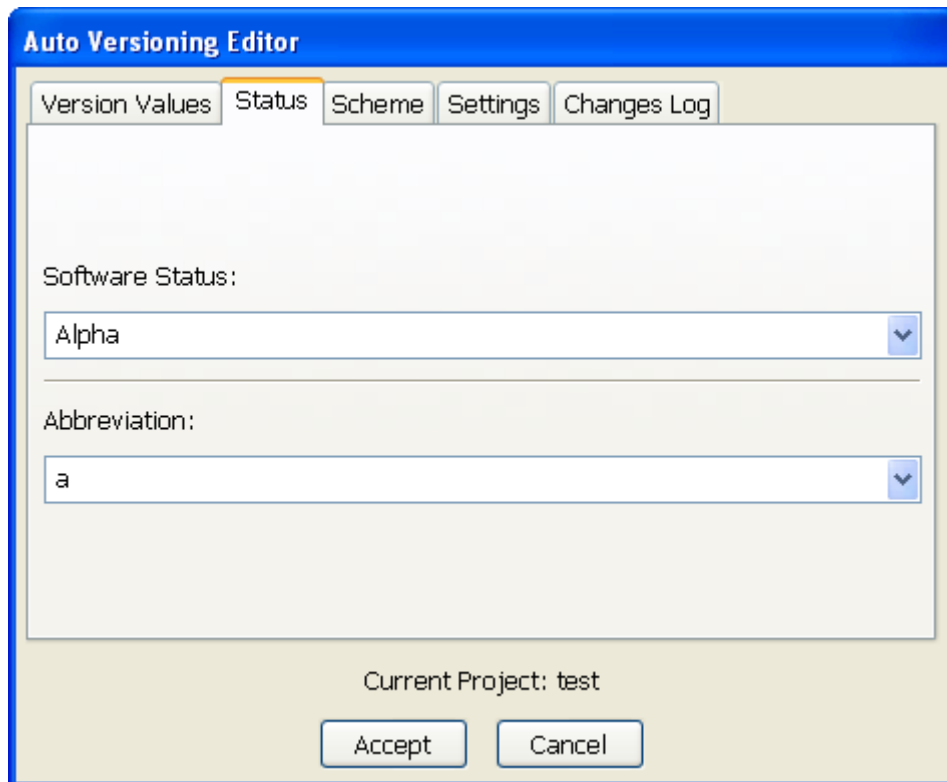 Auto Versioning Editor
Version Values Status Scheme Settings Changes Log
Software Status:
Alpha
Abbreviation:
a
Current Project: test
Accept Cancel